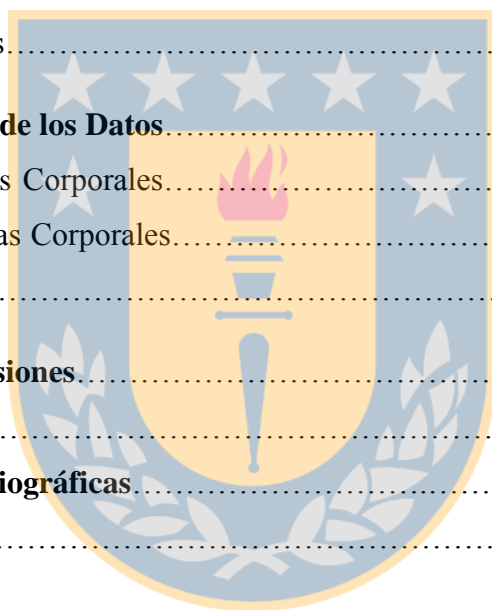 s........................................
de los Datos........................................
s Corporales........................................
as Corporales........................................
........................................
siones........................................
........................................
iográficas........................................
........................................